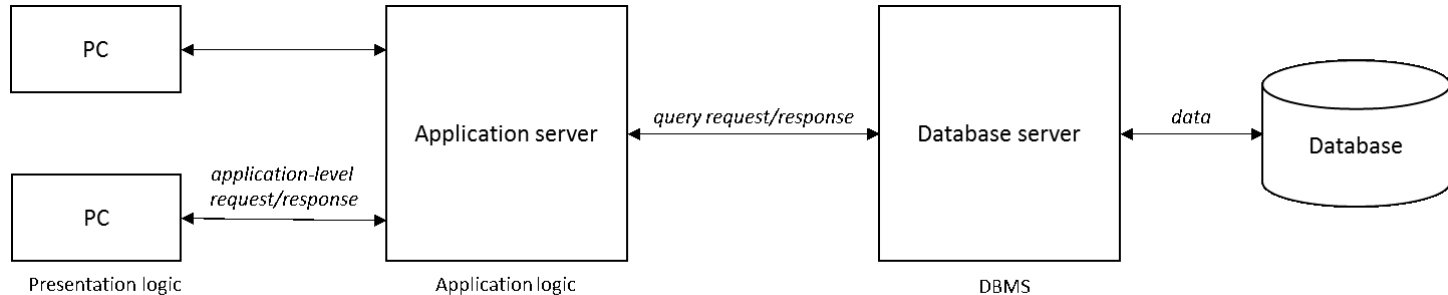 PC
Application server
query request/response
Database server
data
Database
application-level
request/response
PC
Presentation logic
Application logic
DBMS